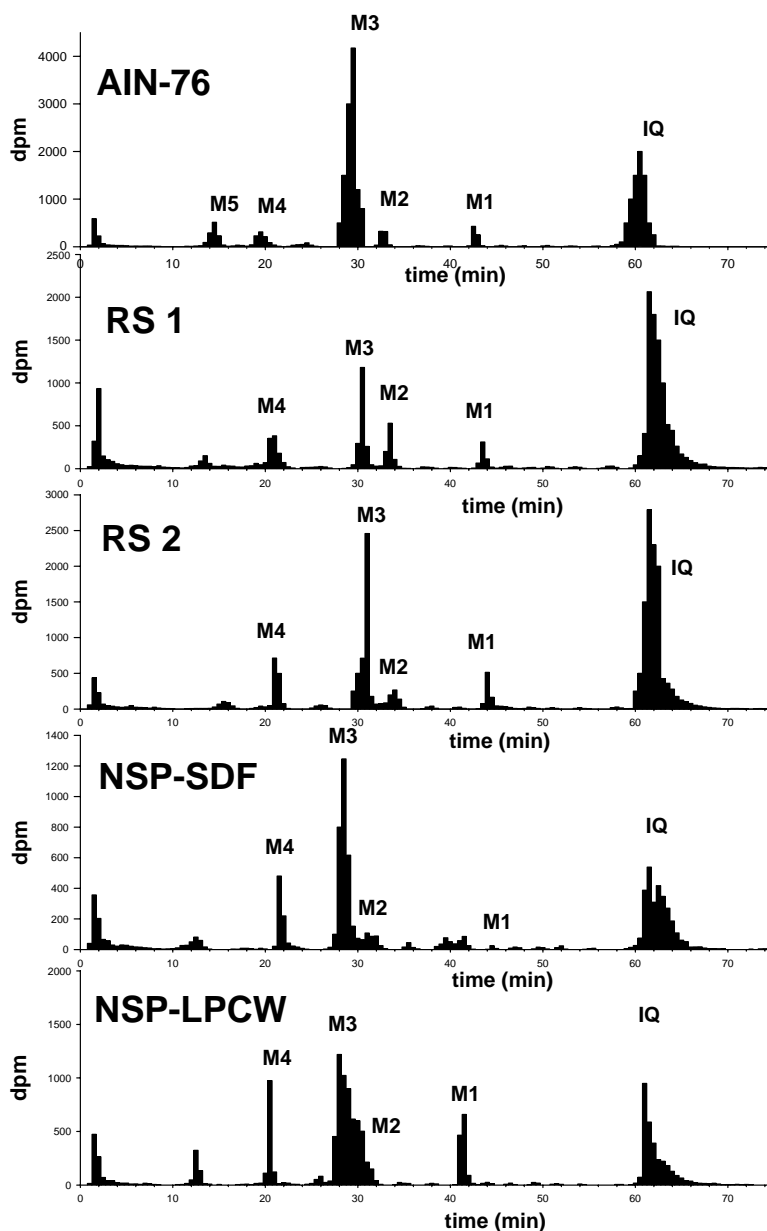 M3
AIN-76
IQ
M5
M4
M2
M1
dpm
4000
3000
2000
1000
0
0 10 20 30 40 50 60 70
time (min)
RS 1
M3
IQ
M4
M2
M1
dpm
2500
2000
1500
1000
500
0
0 10 20 30 40 50 60 70
time (min)
RS 2
M3
IQ
M4
M2
M1
dpm
3000
2500
2000
1500
1000
500
0
0 10 20 30 40 50 60 70
time (min)
NSP-SDF
M3
IQ
M4
M2
M1
dpm
1400
1200
1000
800
600
400
200
0
0 10 20 30 40 50 60 70
time (min)
NSP-LPCW
M3
IQ
M4
M2
M1
dpm
2000
1500
1000
500
0
0 10 20 30 40 50 60 70
time (min)